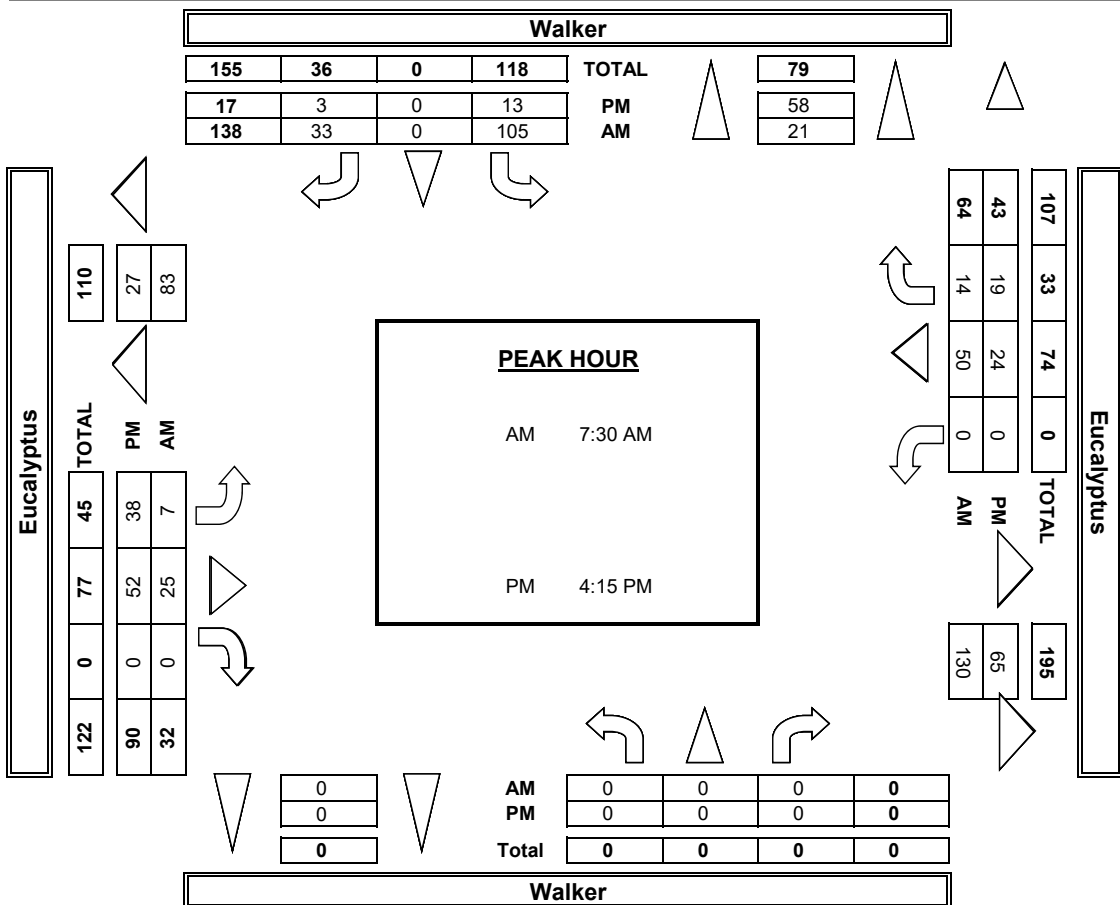 Walker
155 36 0 118 TOTAL 79
17 3 0 13 PM 58
138 33 0 105 AM 21
Eucalyptus
110
27
83
TOTAL 45 77 0 122
PM 38 52 0 90
AM 7 25 0 32
PEAK HOUR
AM 7:30 AM
PM 4:15 PM
64 14 50 0 AM
43 19 24 0 PM
107 33 74 0 TOTAL
130
65
195
Eucalyptus
0 AM 0 0 0 0
0 PM 0 0 0 0
0 Total 0 0 0 0
Walker